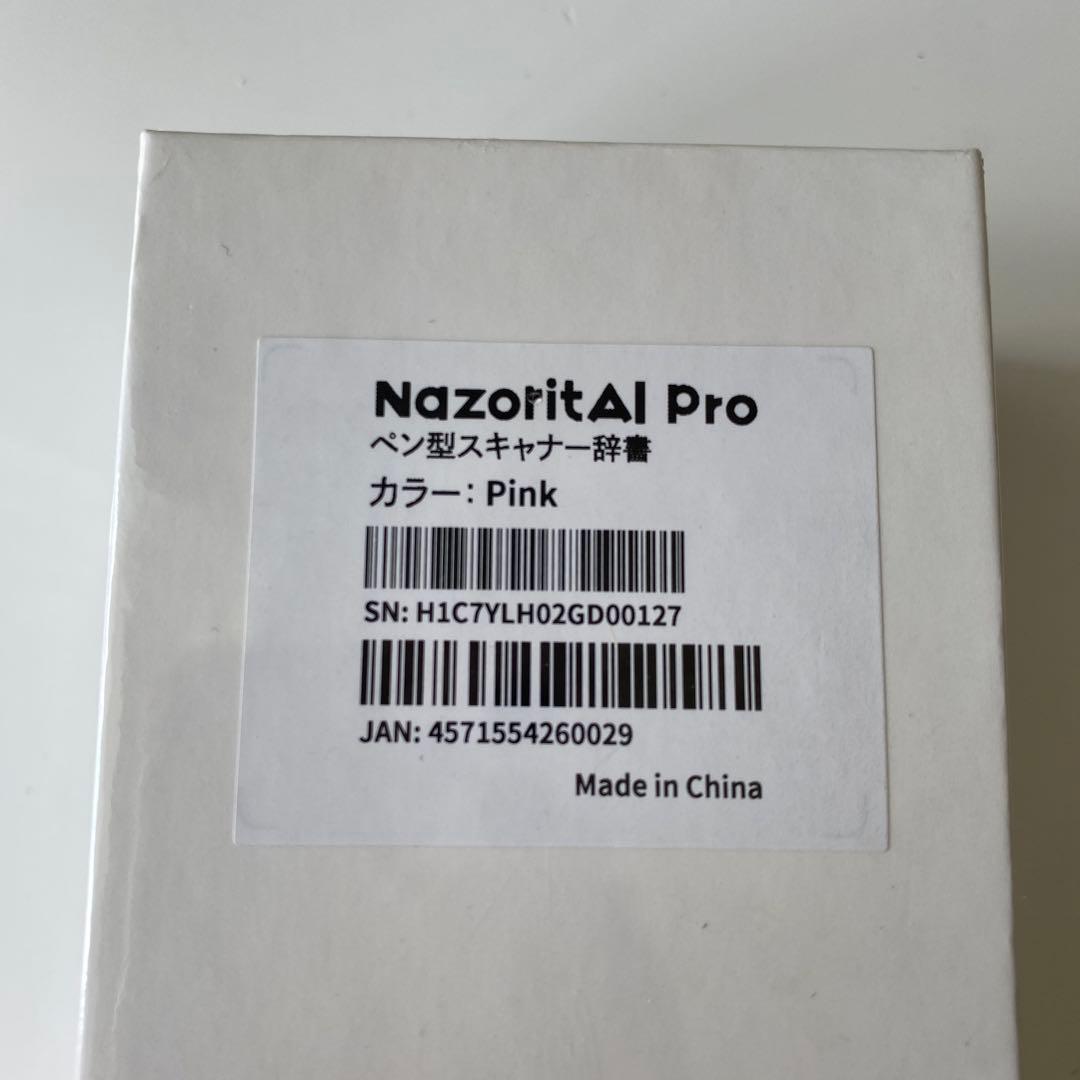 NazoritAI Pro
ペン型スキャナー辞書
カラー: Pink
SN: H1C7YLH02GD00127
JAN: 4571554260029
Made in China